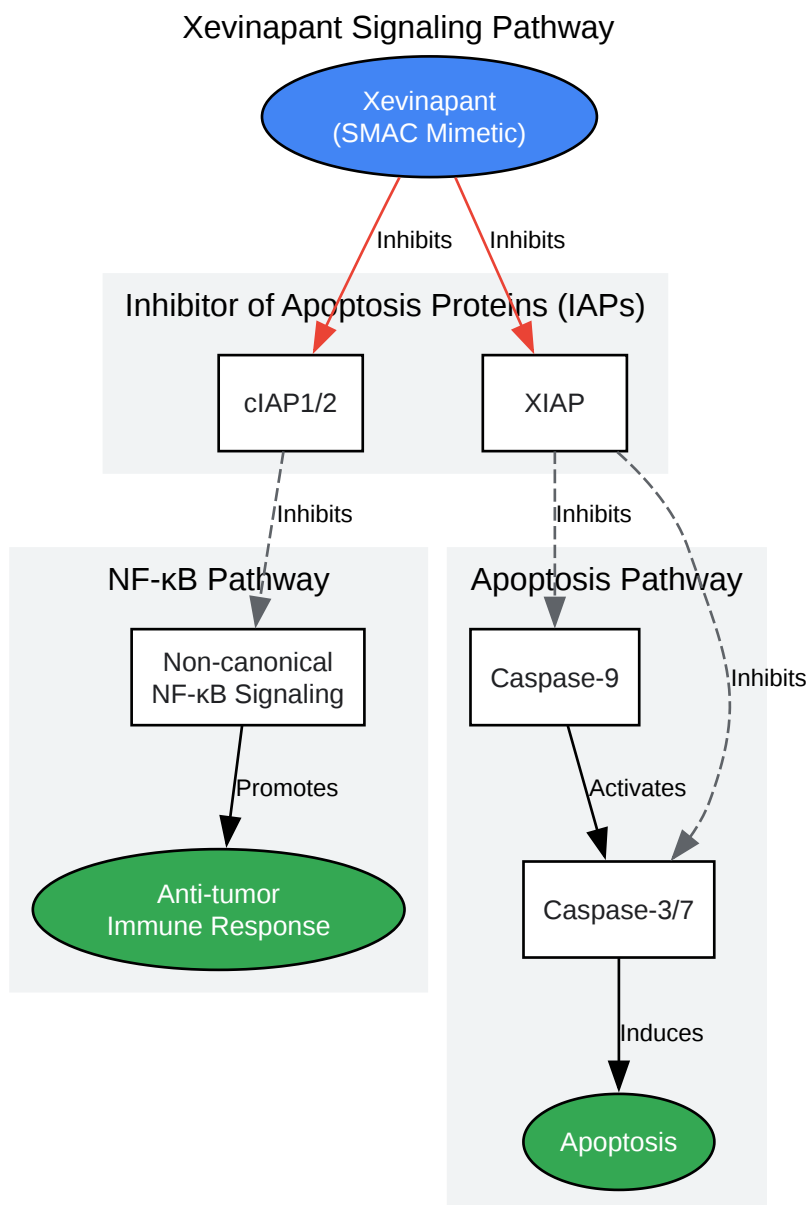 Xevinapant Signaling Pathway
Xevinapant
(SMAC Mimetic)
Inhibits
Inhibits
Inhibitor of Apoptosis Proteins (IAPs)
cIAP1/2
XIAP
Inhibits
Inhibits
NF-κB Pathway
Apoptosis Pathway
Non-canonical
NF-κB Signaling
Caspase-9
Inhibits
Promotes
Activates
Anti-tumor
Immune Response
Caspase-3/7
Induces
Apoptosis